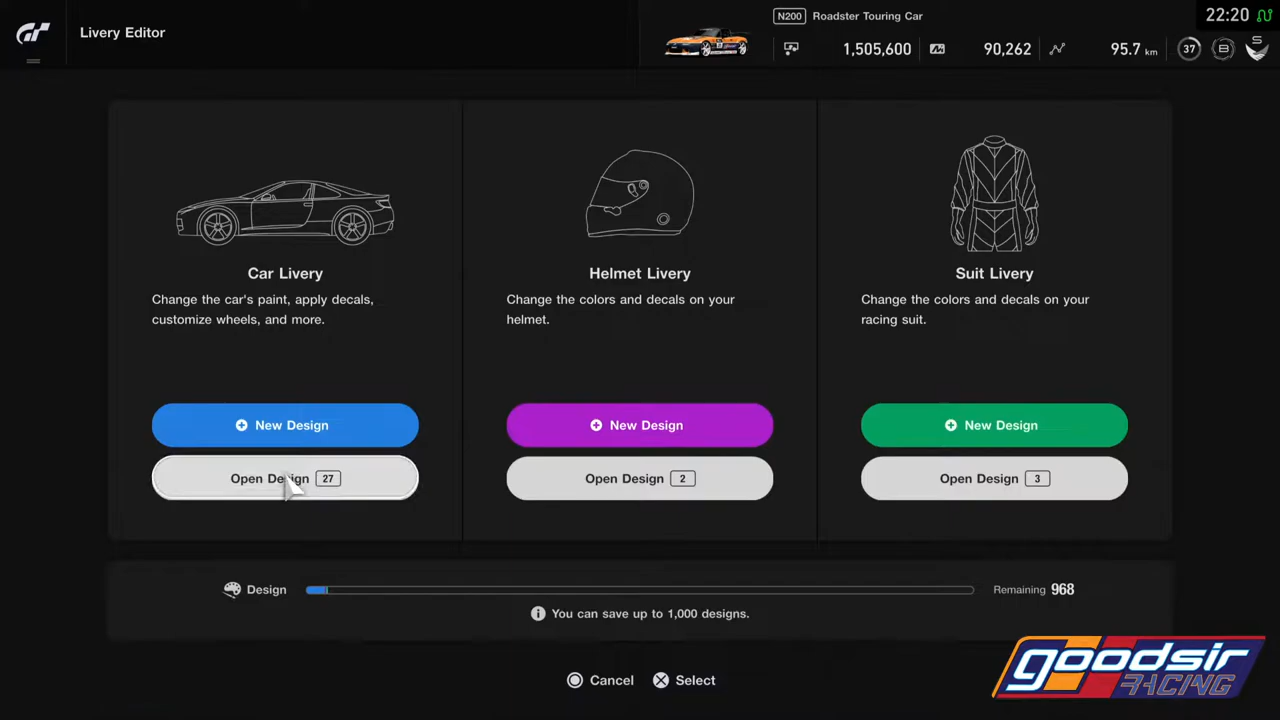 Livery Editor
N200 Roadster Touring Car
22:20
1,505,600
90,262
95.7 km
37
B
S
Car Livery
Change the car's paint, apply decals,
customize wheels, and more.
New Design
Open Design 27
Helmet Livery
Change the colors and decals on your
helmet.
New Design
Open Design 2
Suit Livery
Change the colors and decals on your
racing suit.
New Design
Open Design 3
Design
Remaining 968
You can save up to 1,000 designs.
Cancel
Select
goodsir
RACING